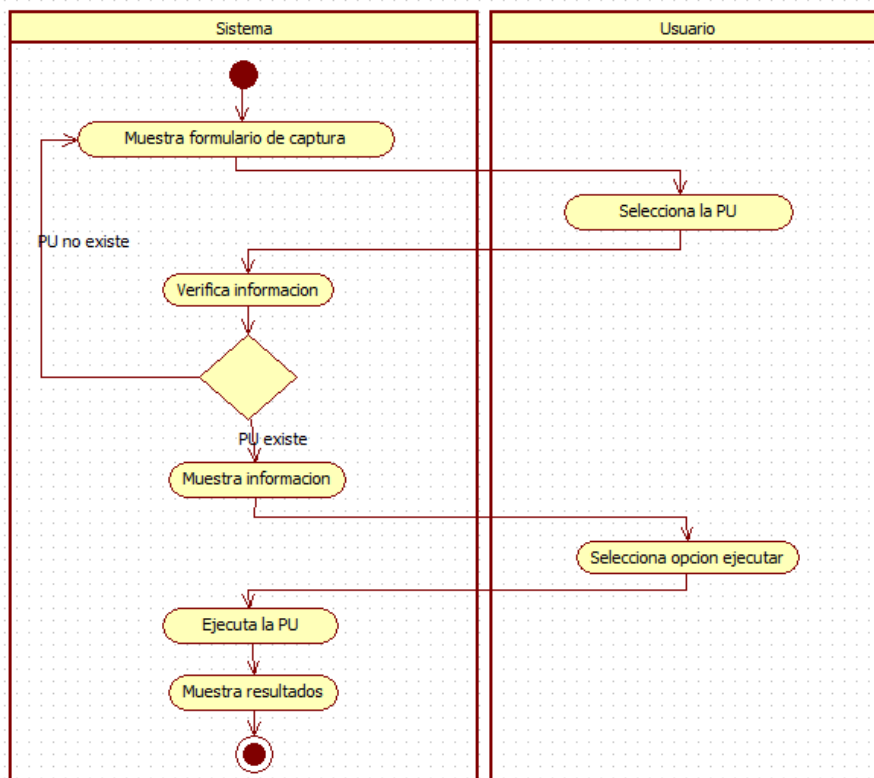 Sistema
Usuario
Muestra formulario de captura
Selecciona la PU
PU no existe
Verifica informacion
PU existe
Muestra informacion
Selecciona opcion ejecutar
Ejecuta la PU
Muestra resultados